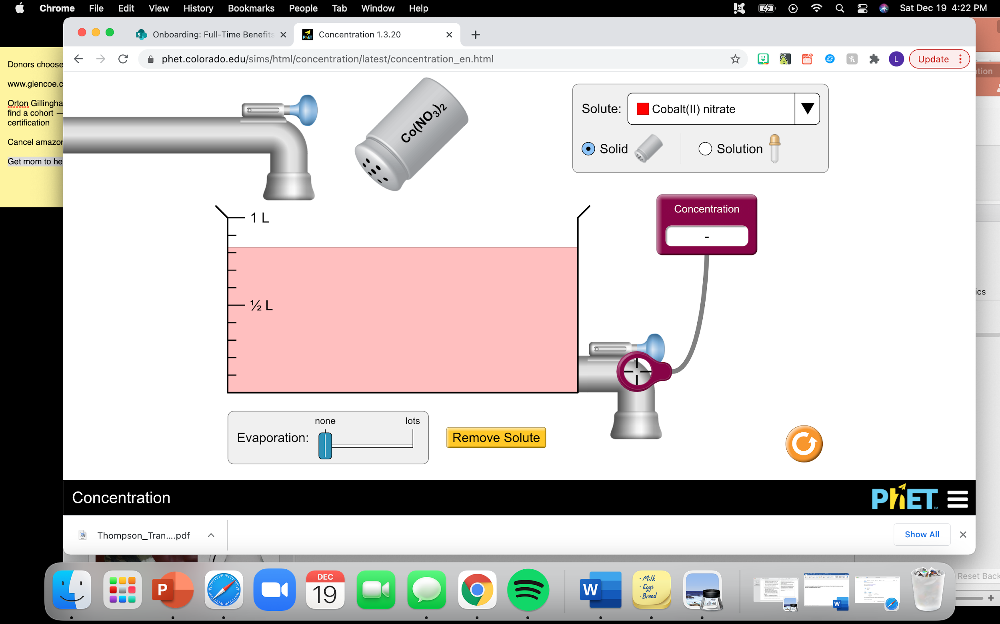 Chrome File Edit View History Bookmarks People Tab Window Help Sat Dec 19 4:22 PM
Onboarding: Full-Time Benefits
Concentration 1.3.20
phet.colorado.edu/sims/html/concentration/latest/concentration_en.html
L
Update
Donors choose
www.glencoe.c
Orton Gillingha
find a cohort —
certification
Cancel amazon
Get mom to he
Co(NO3)2
Solute: Cobalt(II) nitrate
Solid Solution
Concentration
-
1 L
½ L
none lots
Evaporation:
Remove Solute
Concentration
PhET
Thompson_Tran....pdf
Show All
ics
Reset Back
P
DEC
19
W
- Milk
- Eggs
- Bread
W